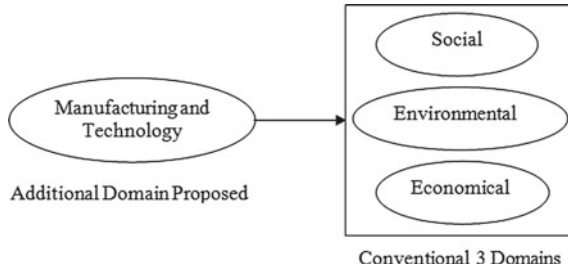 Social
Manufacturing and
Technology
Environmental
Economical
Additional Domain Proposed
Conventional 3 Domains